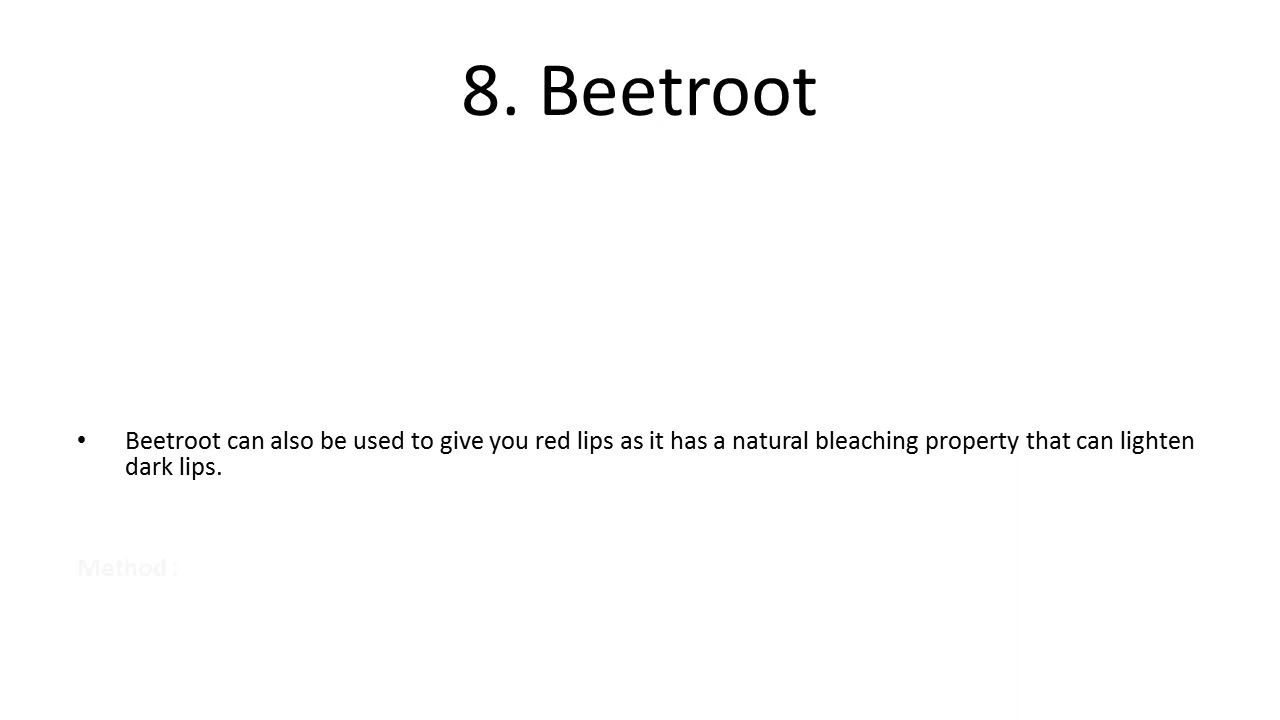 8. Beetroot
• Beetroot can also be used to give you red lips as it has a natural bleaching property that can lighten
dark lips.
Method :